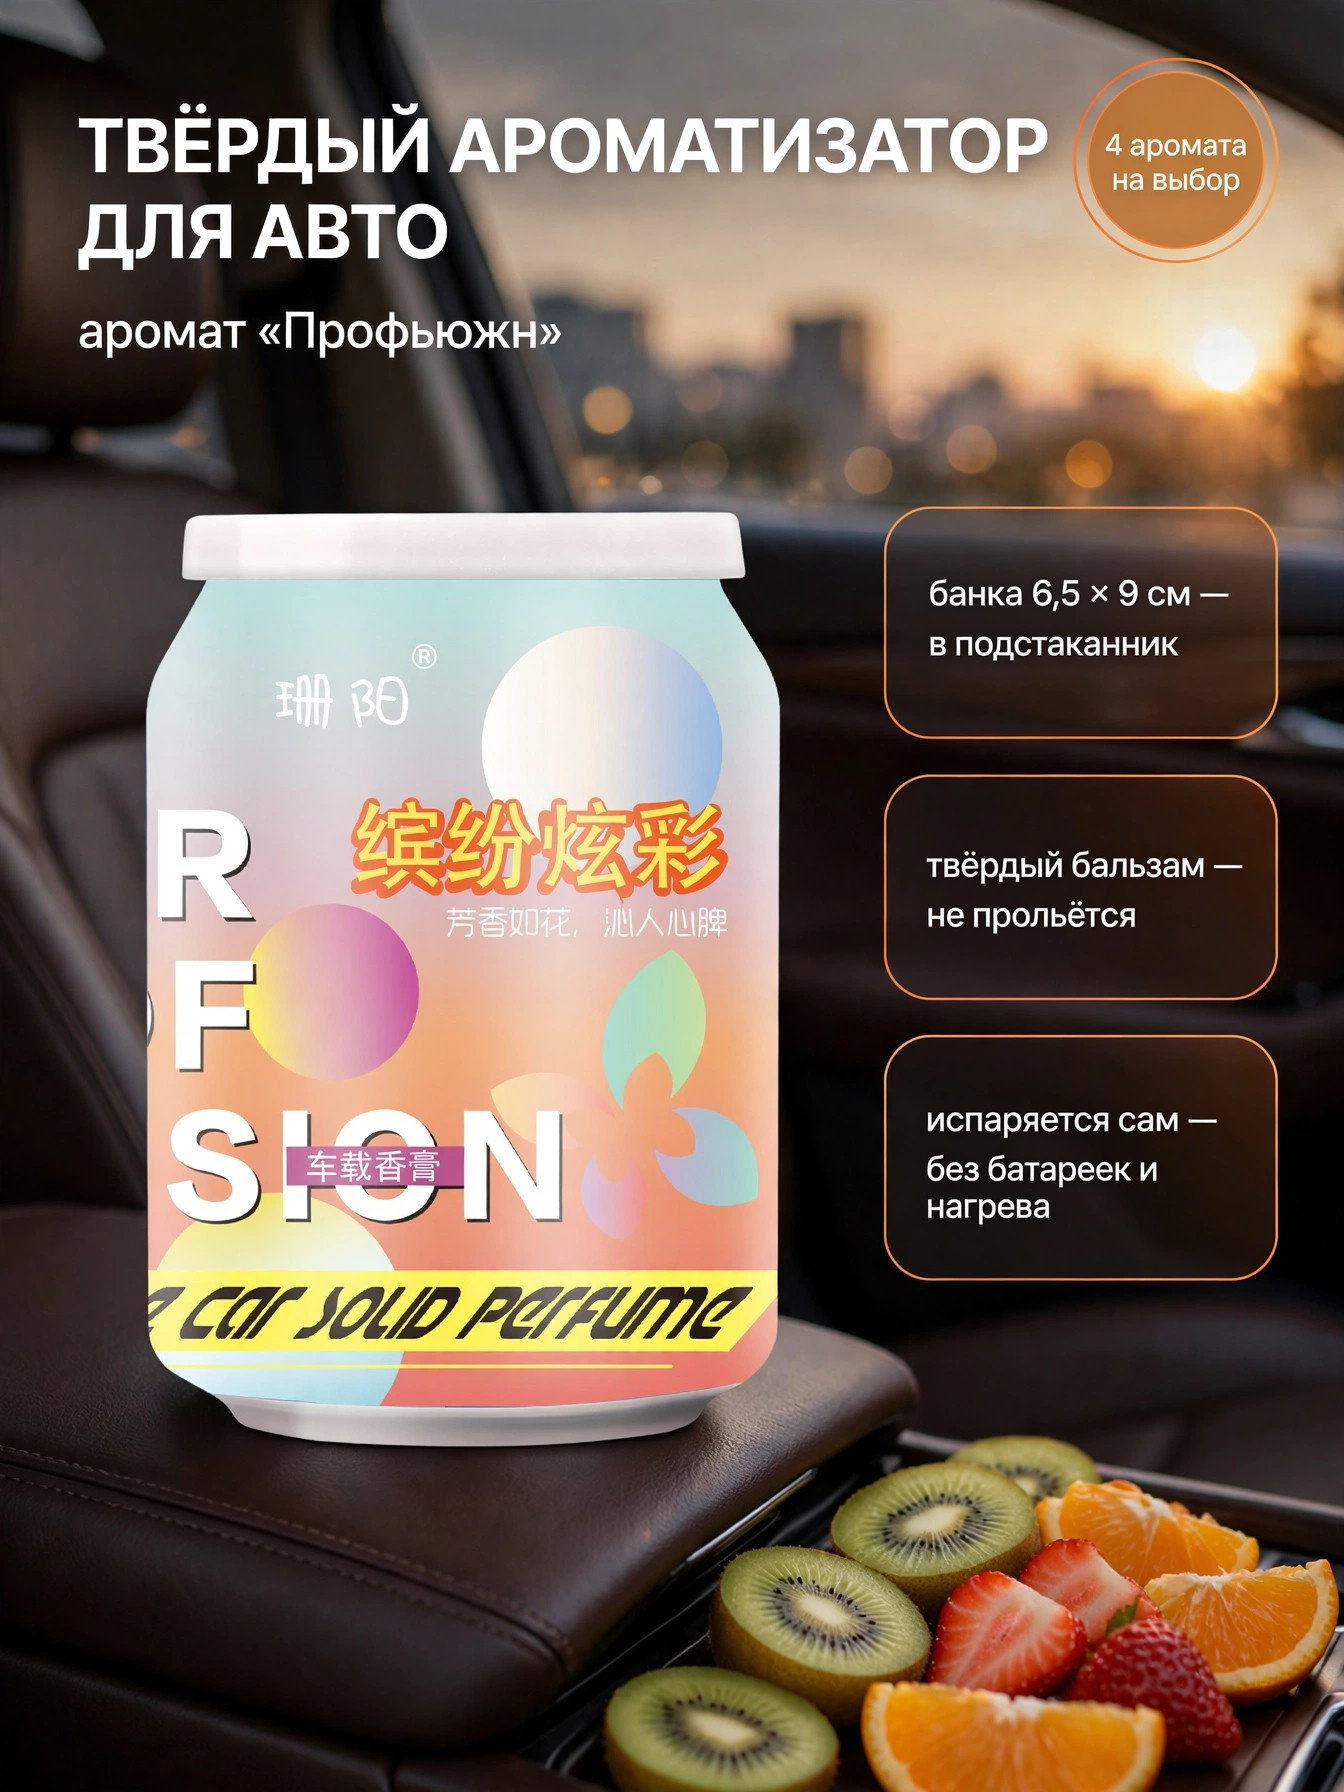 ТВЁРДЫЙ АРОМАТИЗАТОР
ДЛЯ АВТО
аромат «Профьюжн»
4 аромата
на выбор
банка 6,5 × 9 см —
в подстаканник
твёрдый бальзам —
не прольётся
испаряется сам —
без батареек и
нагрева
珊阳®
缤纷炫彩
芳香如花, 沁人心脾
R
F
SION
车载香膏
e car solid perfume